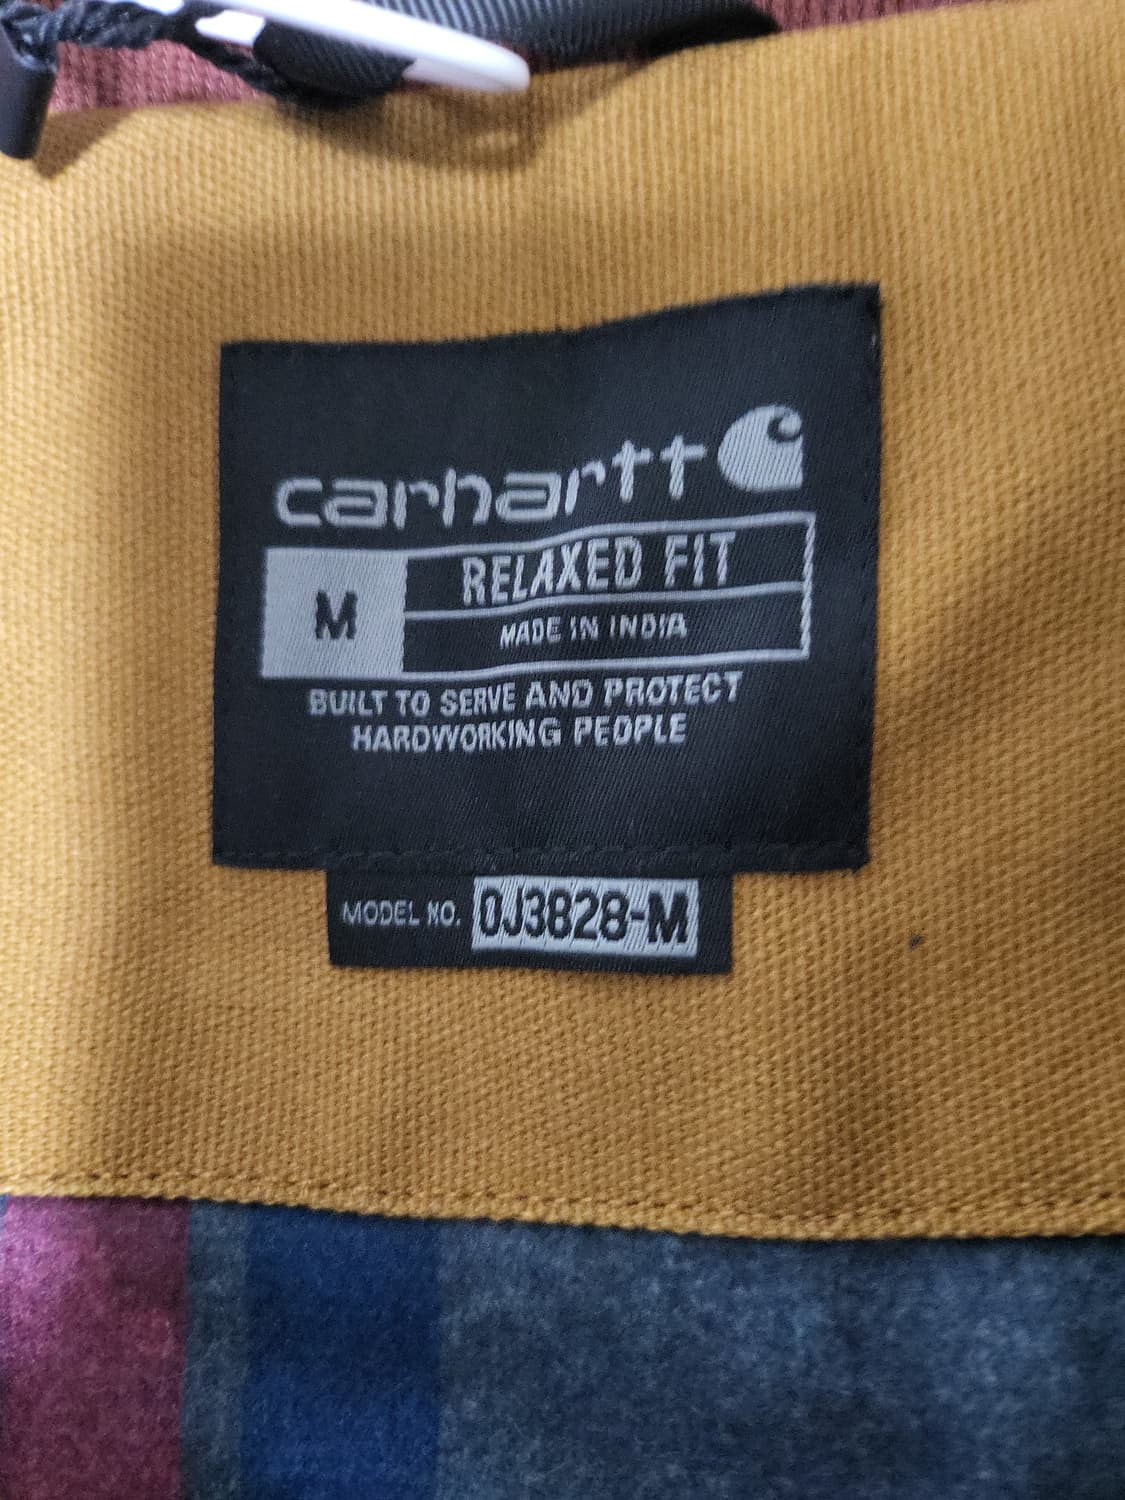 carhartt
M
RELAXED FIT
MADE IN INDIA
BUILT TO SERVE AND PROTECT
HARDWORKING PEOPLE
MODEL NO. 0J3828-M